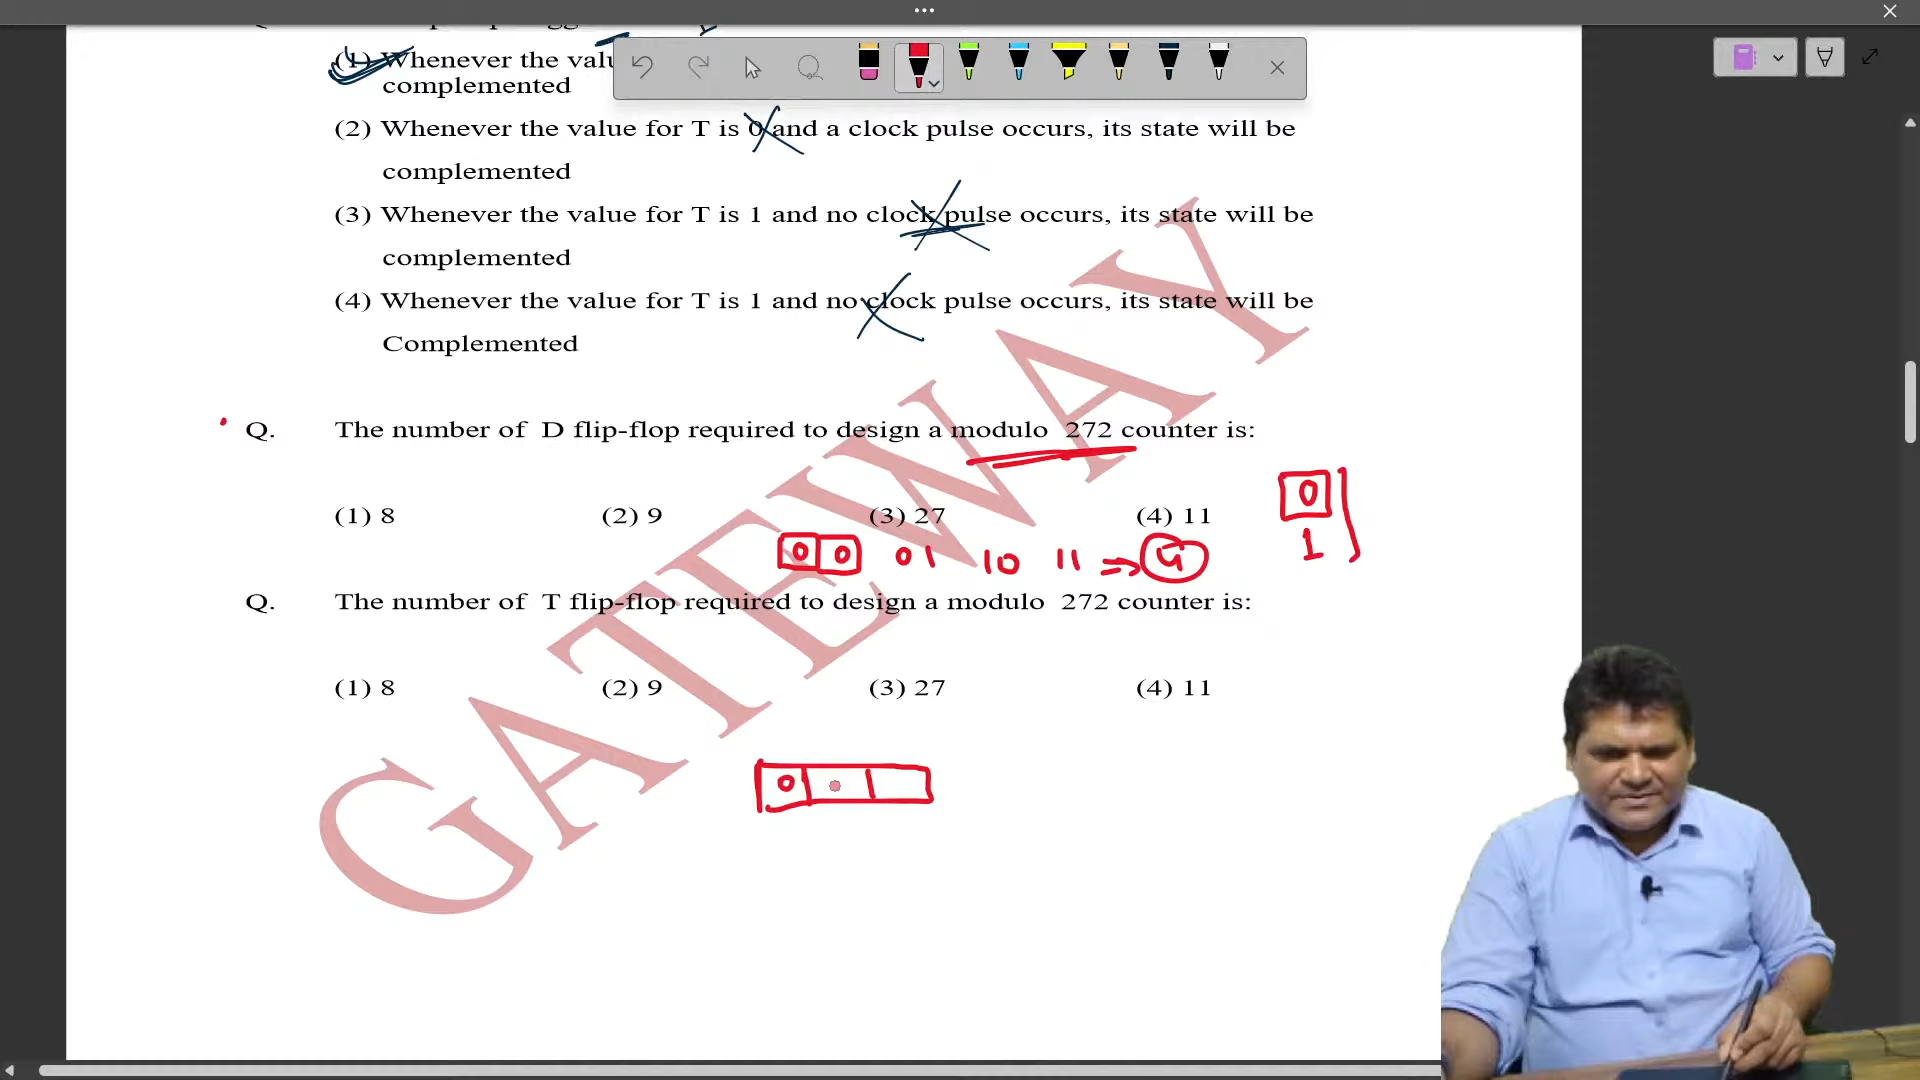 (1) Whenever the valu
complemented
(2) Whenever the value for T is 0 and a clock pulse occurs, its state will be
complemented
(3) Whenever the value for T is 1 and no clock pulse occurs, its state will be
complemented
(4) Whenever the value for T is 1 and no clock pulse occurs, its state will be
Complemented
Q. The number of D flip-flop required to design a modulo 272 counter is:
(1) 8 (2) 9 (3) 27 (4) 11
0
1
0 0 01 10 11 ⇒ 4
Q. The number of T flip-flop required to design a modulo 272 counter is:
(1) 8 (2) 9 (3) 27 (4) 11
0
GATEWAY